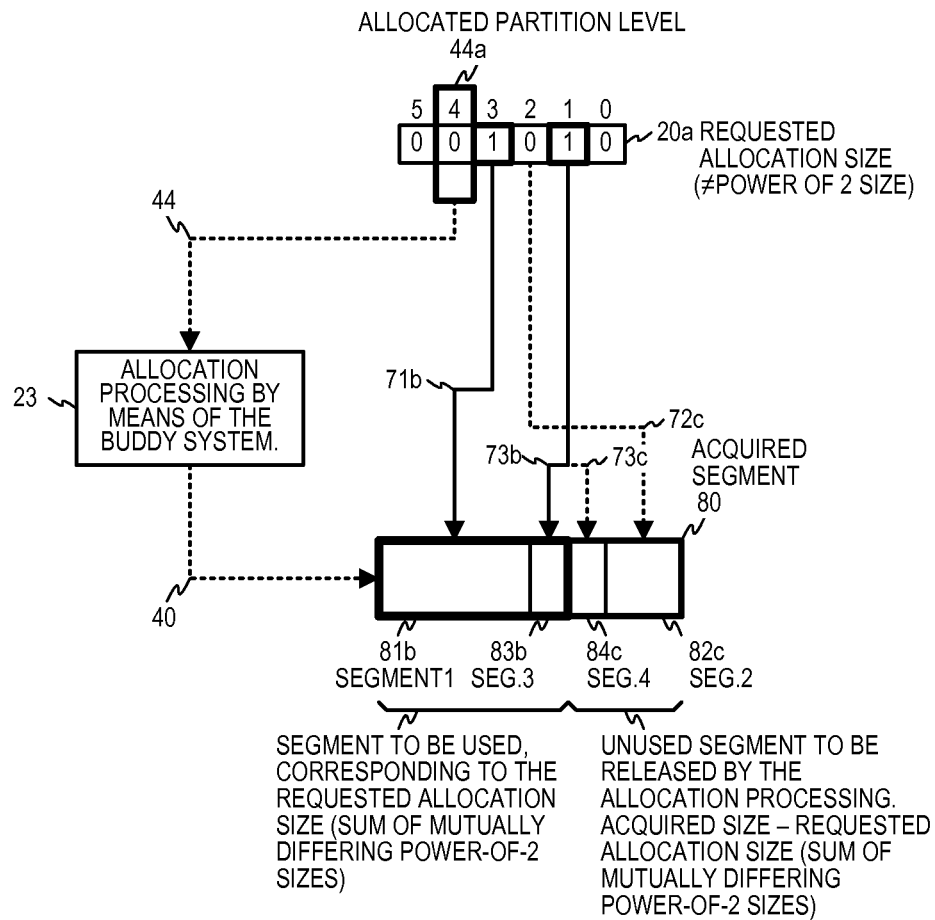 ALLOCATED PARTITION LEVEL
44a
5 4 3 2 1 0
0 0 1 0 1 0
20a REQUESTED
ALLOCATION SIZE
(≠POWER OF 2 SIZE)
44
ALLOCATION
PROCESSING BY
MEANS OF THE
BUDDY SYSTEM.
23
71b
72c
73b
73c
ACQUIRED
SEGMENT
80
40
81b
SEGMENT1
83b
SEG.3
84c
SEG.4
82c
SEG.2
SEGMENT TO BE USED,
CORRESPONDING TO THE
REQUESTED ALLOCATION
SIZE (SUM OF MUTUALLY
DIFFERING POWER-OF-2
SIZES)
UNUSED SEGMENT TO BE
RELEASED BY THE
ALLOCATION PROCESSING.
ACQUIRED SIZE – REQUESTED
ALLOCATION SIZE (SUM OF
MUTUALLY DIFFERING
POWER-OF-2 SIZES)